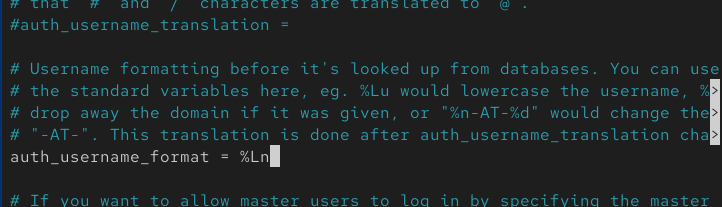 # that "#" and "/" characters are translated to "@".
#auth_username_translation =
# Username formatting before it's looked up from databases. You can use
# the standard variables here, eg. %Lu would lowercase the username, %>
# drop away the domain if it was given, or "%n-AT-%d" would change the>
# "-AT-". This translation is done after auth_username_translation cha>
auth_username_format = %Ln
# If you want to allow master users to log in by specifying the master